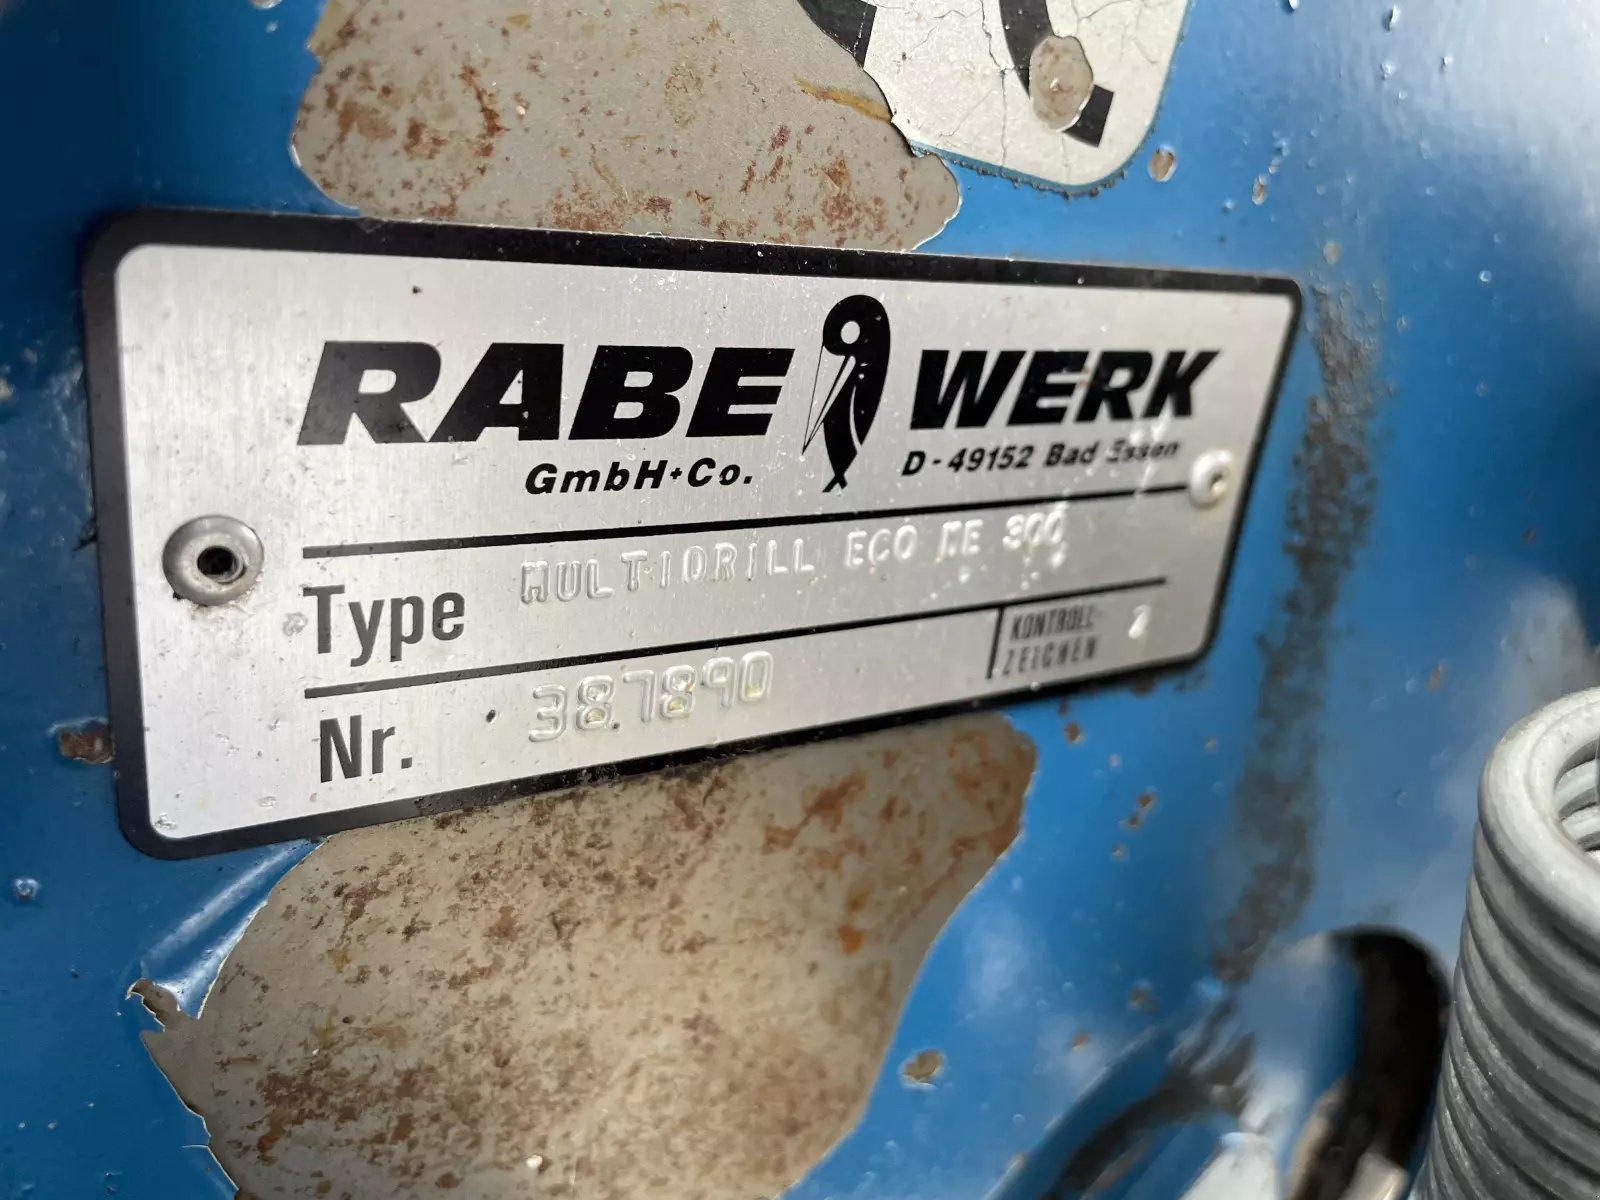 RABE WERK
GmbH+Co. D-49152 Bad Essen
Type MULTIDRILL ECO ME 300
Nr. 387890
KONTROLL-
ZEICHEN